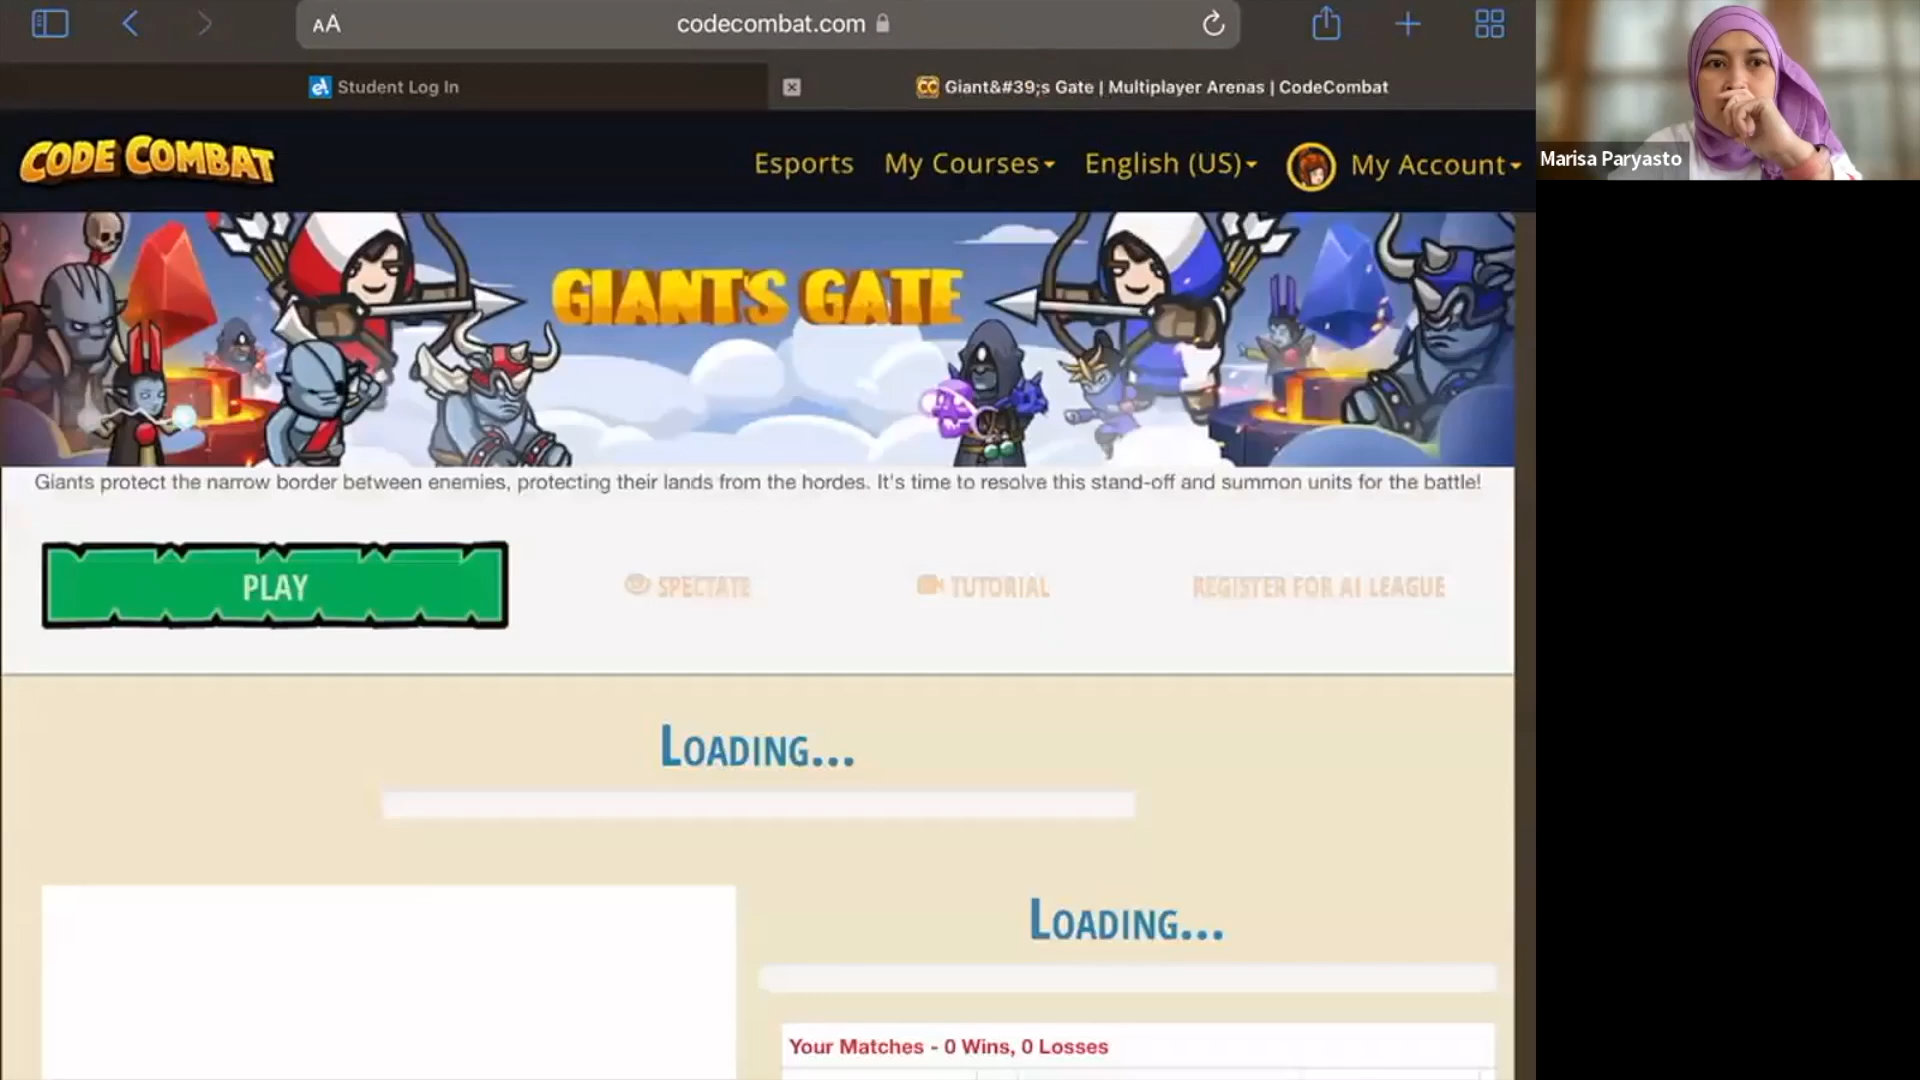 AA
codecombat.com
Student Log In
Giant&#39;s Gate | Multiplayer Arenas | CodeCombat
CODE COMBAT
Esports
My Courses
English (US)
My Account
Marisa Paryasto
GIANT'S GATE
Giants protect the narrow border between enemies, protecting their lands from the hordes. It's time to resolve this stand-off and summon units for the battle!
PLAY
SPECTATE
TUTORIAL
REGISTER FOR AI LEAGUE
LOADING...
LOADING...
Your Matches - 0 Wins, 0 Losses